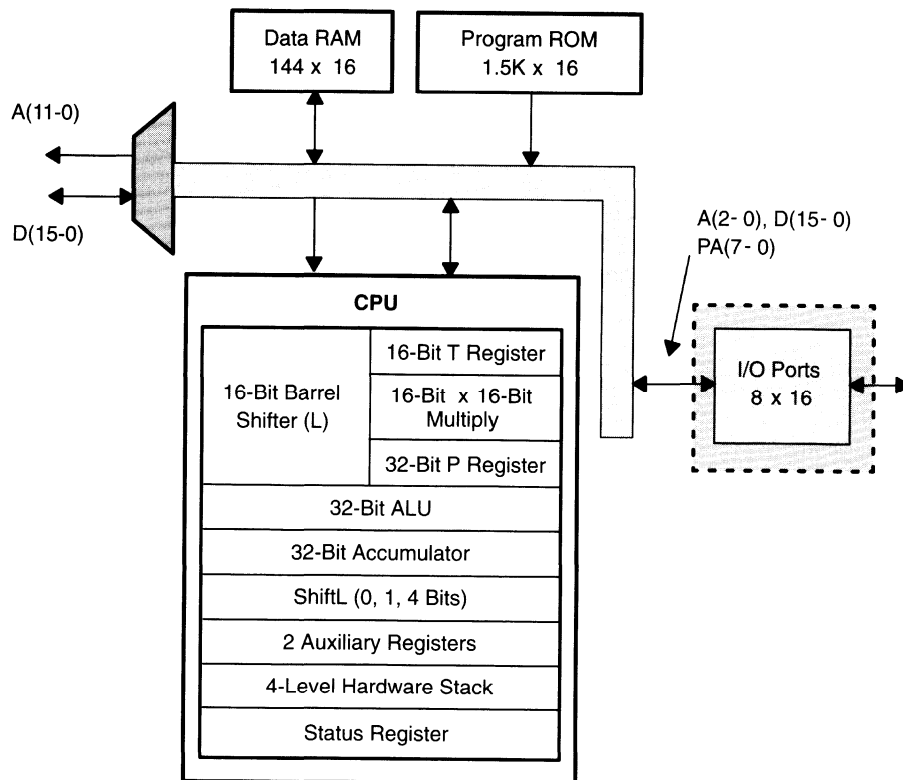 Data RAM
144 x 16
Program ROM
1.5K x 16
A(11-0)
D(15-0)
A(2-0), D(15-0)
PA(7-0)
CPU
16-Bit Barrel
Shifter (L)
16-Bit T Register
16-Bit x 16-Bit
Multiply
32-Bit P Register
32-Bit ALU
32-Bit Accumulator
ShiftL (0, 1, 4 Bits)
2 Auxiliary Registers
4-Level Hardware Stack
Status Register
I/O Ports
8 x 16